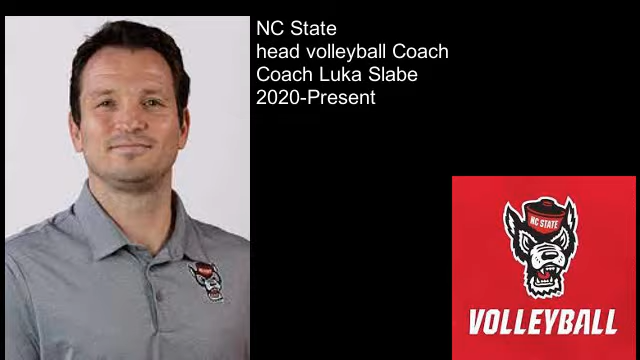 NC State
head volleyball Coach
Coach Luka Slabe
2020-Present
NC STATE
VOLLEYBALL